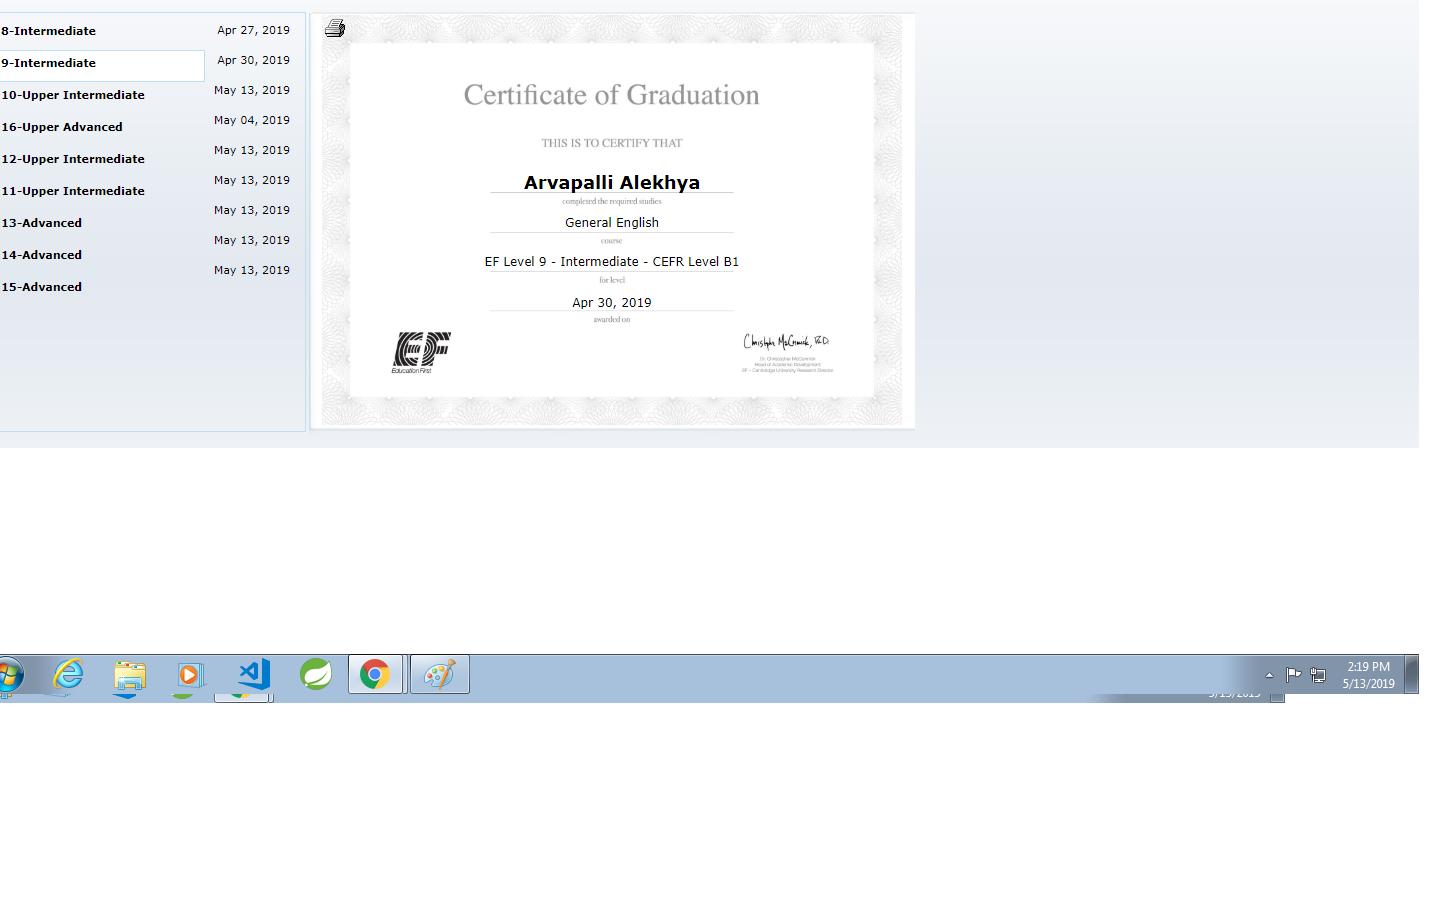 8-Intermediate Apr 27, 2019
9-Intermediate Apr 30, 2019
10-Upper Intermediate May 13, 2019
16-Upper Advanced May 04, 2019
12-Upper Intermediate May 13, 2019
11-Upper Intermediate May 13, 2019
13-Advanced May 13, 2019
14-Advanced May 13, 2019
15-Advanced May 13, 2019
Certificate of Graduation
THIS IS TO CERTIFY THAT
Arvapalli Alekhya
completed the required studies
General English
course
EF Level 9 - Intermediate - CEFR Level B1
for level
Apr 30, 2019
awarded on
EF
Education First
Christopher McCormick, Ph.D.
Dr. Christopher McCormick
Head of Academic Development
EF – Cambridge University Research Director
2:19 PM
5/13/2019